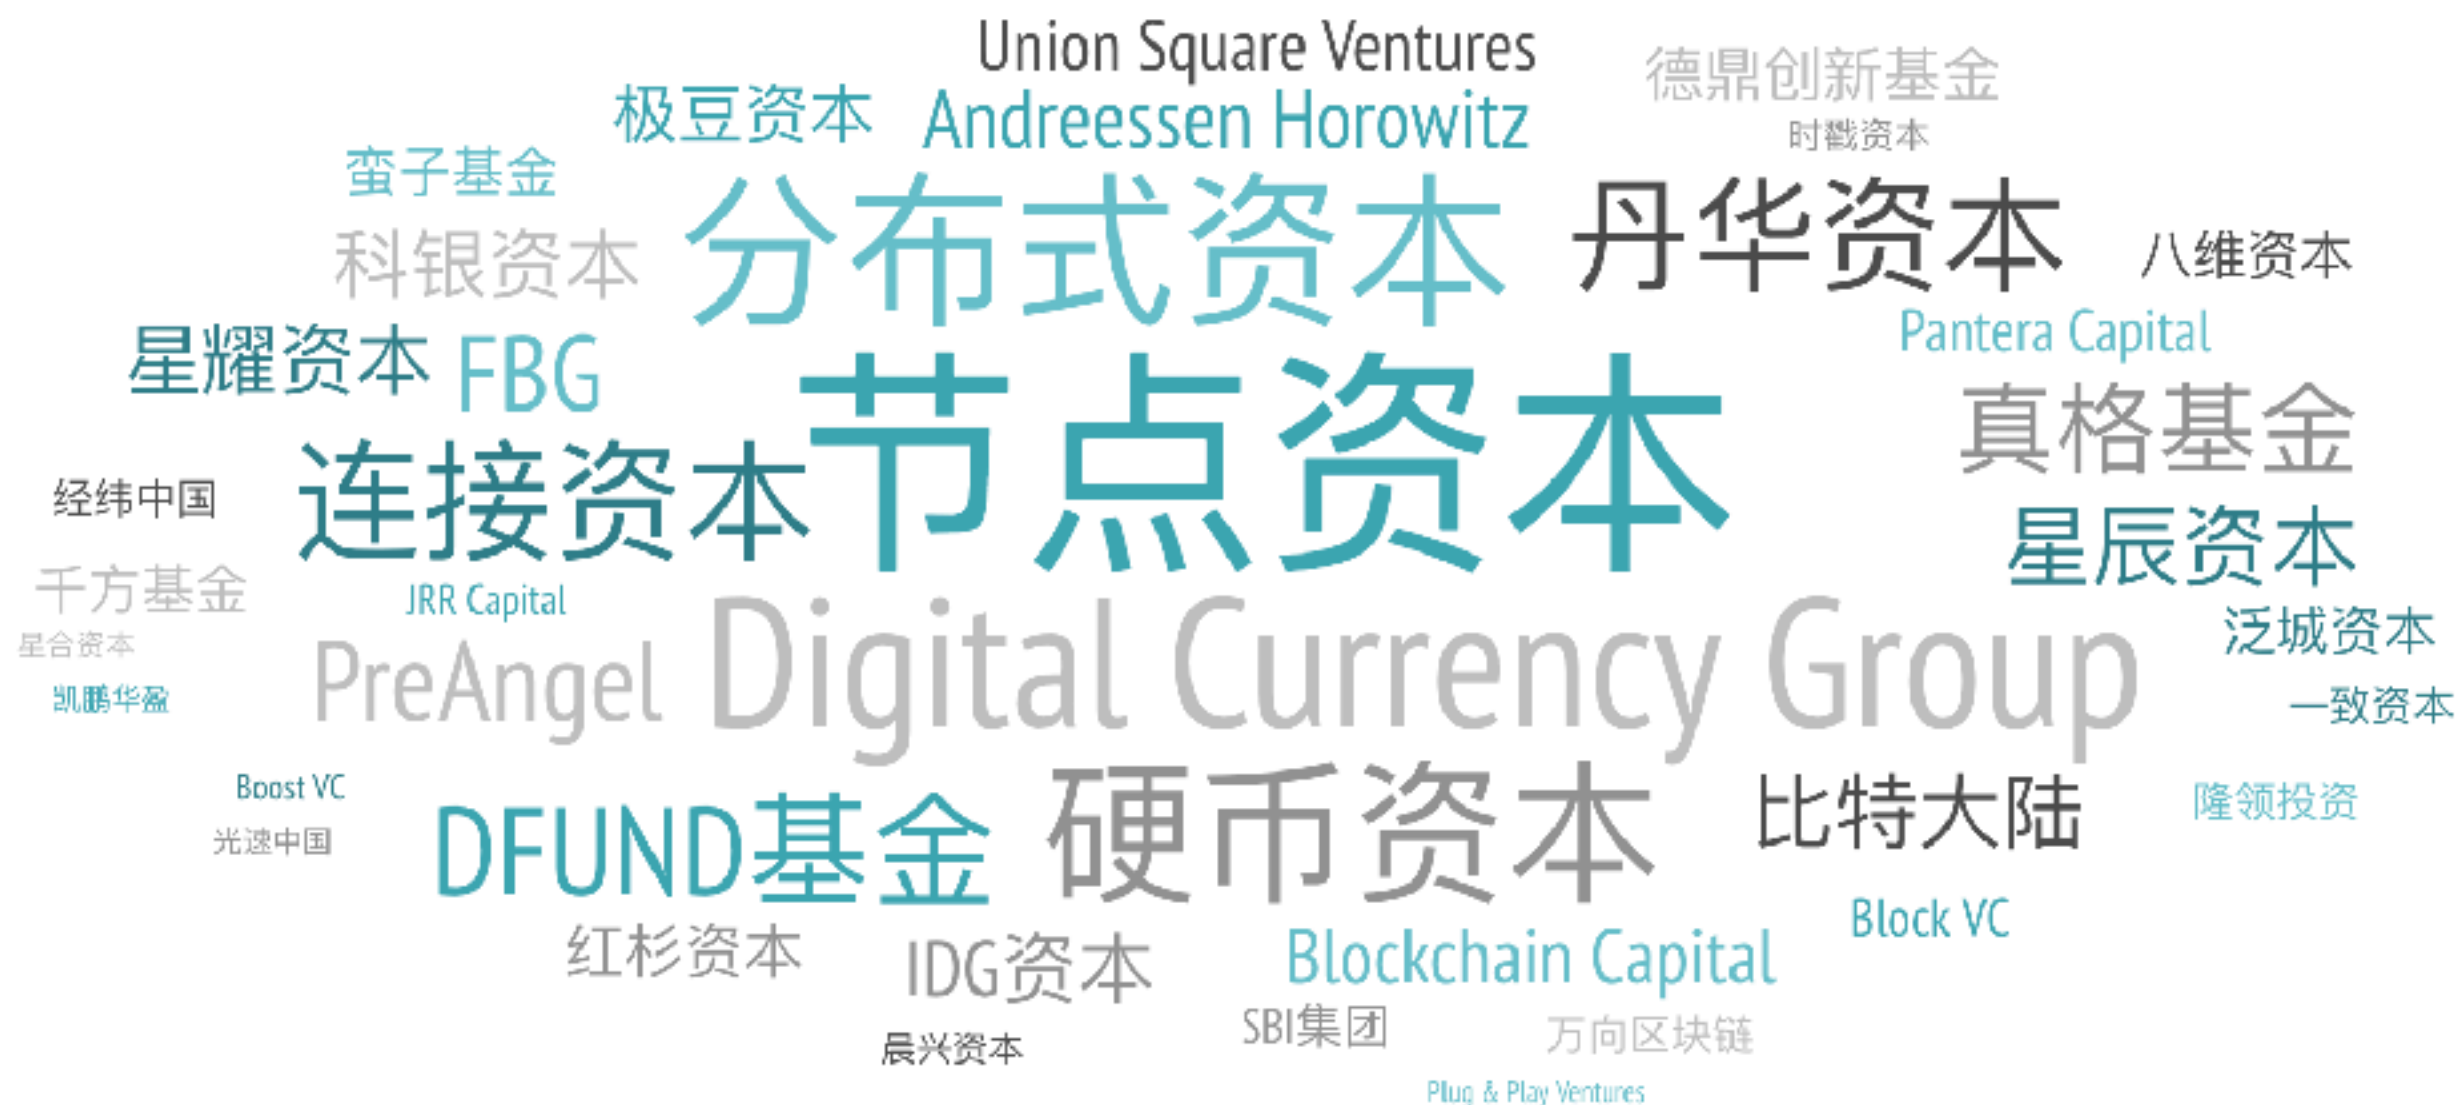 Union Square Ventures
德鼎创新基金
极豆资本
Andreessen Horowitz
时戳资本
蛮子基金
分布式资本
丹华资本
八维资本
科银资本
Pantera Capital
星耀资本
FBG
节点资本
真格基金
连接资本
经纬中国
星辰资本
千方基金
JRR Capital
泛城资本
星合资本
PreAngel
Digital Currency Group
凯鹏华盈
一致资本
Boost VC
硬币资本
比特大陆
隆领投资
光速中国
DFUND基金
Block VC
红杉资本
IDG资本
Blockchain Capital
晨兴资本
SBI集团
万向区块链
Plug & Play Ventures